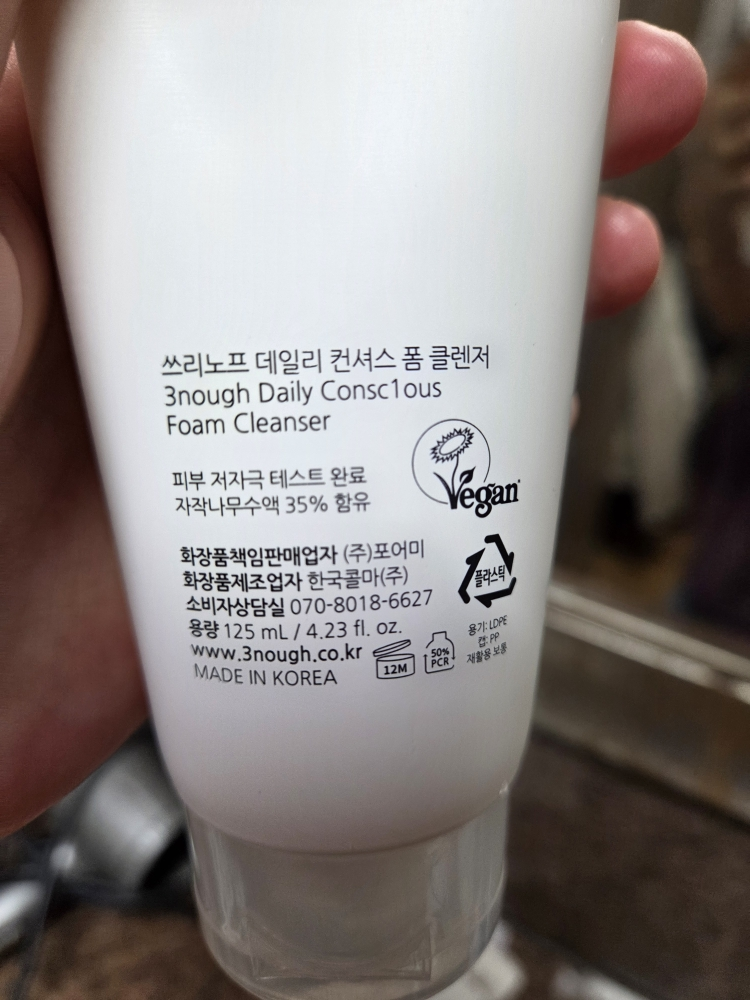 쓰리노프 데일리 컨셔스 폼 클렌저
3nough Daily Consc1ous
Foam Cleanser
Vegan
피부 저자극 테스트 완료
자작나무수액 35% 함유
화장품책임판매업자 (주)포어미
화장품제조업자 한국콜마(주)
소비자상담실 070-8018-6627
용량 125 mL / 4.23 fl. oz.
www.3nough.co.kr
MADE IN KOREA
12M
50%
PCR
플라스틱
용기: LDPE
캡: PP
재활용 보통